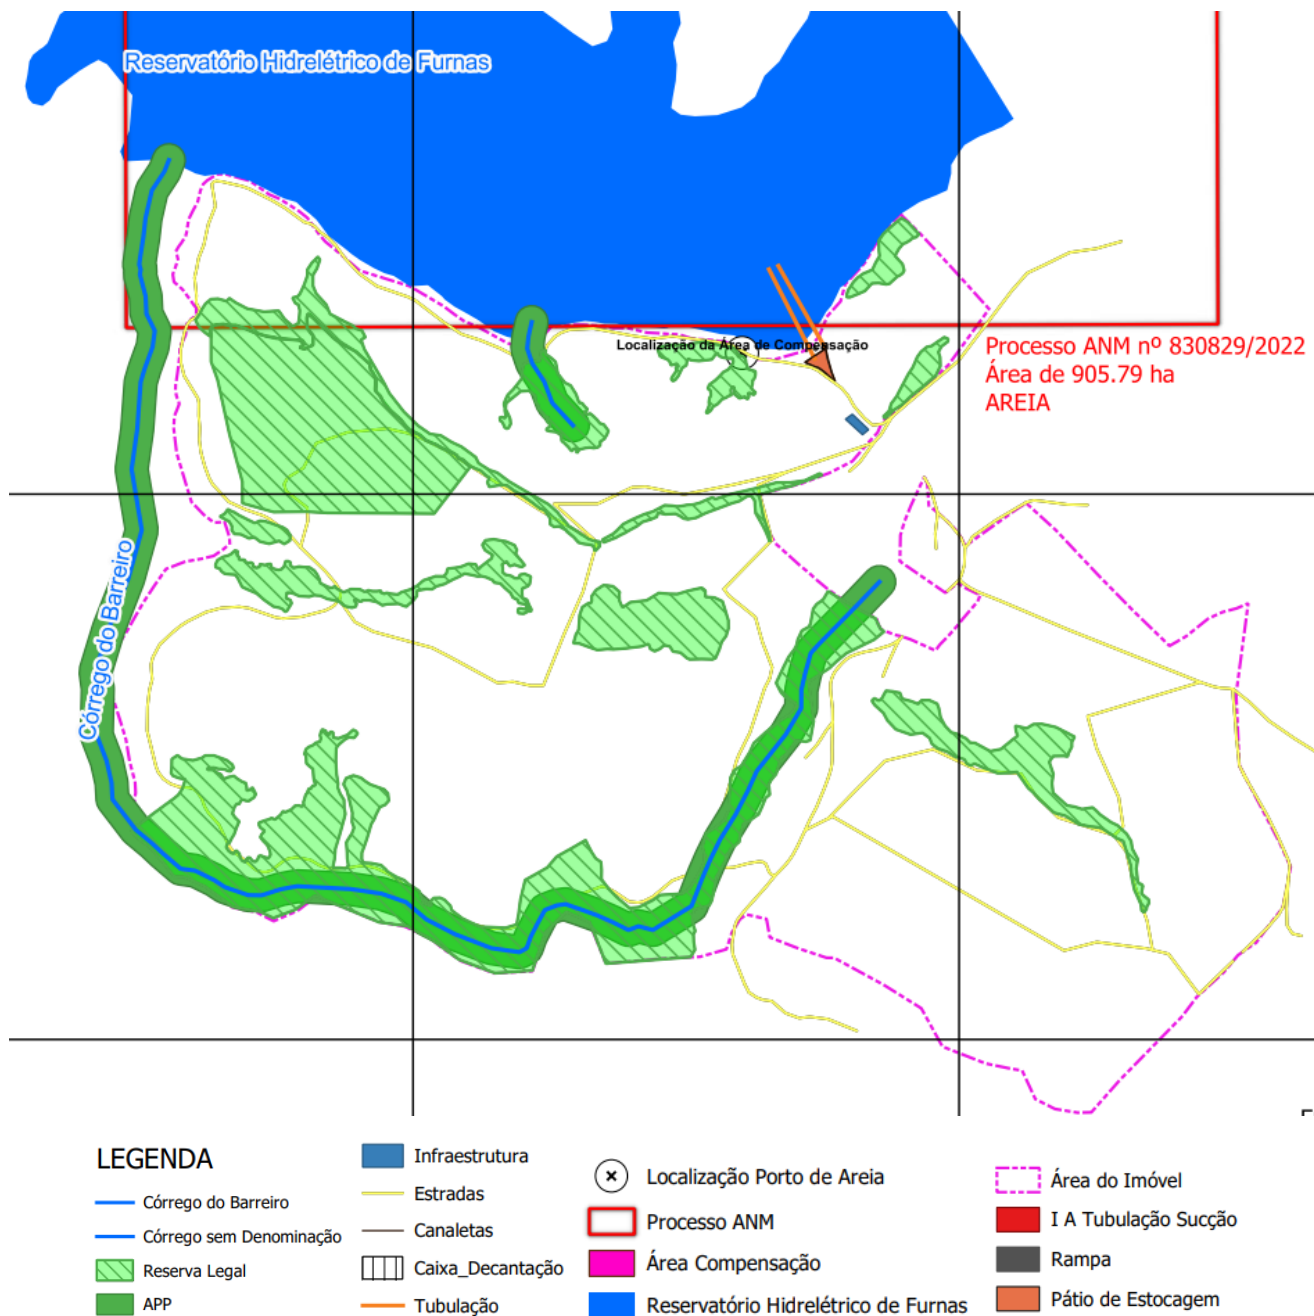 Reservatório Hidrelétrico de Furnas
Localização da Área de Compensação
Processo ANM nº 830829/2022
Área de 905.79 ha
AREIA
Córrego do Barreiro
LEGENDA
Córrego do Barreiro
Córrego sem Denominação
Reserva Legal
APP
Infraestrutura
Estradas
Canaletas
Caixa_Decantação
Tubulação
Localização Porto de Areia
Processo ANM
Área Compensação
Reservatório Hidrelétrico de Furnas
Área do Imóvel
I A Tubulação Sucção
Rampa
Pátio de Estocagem